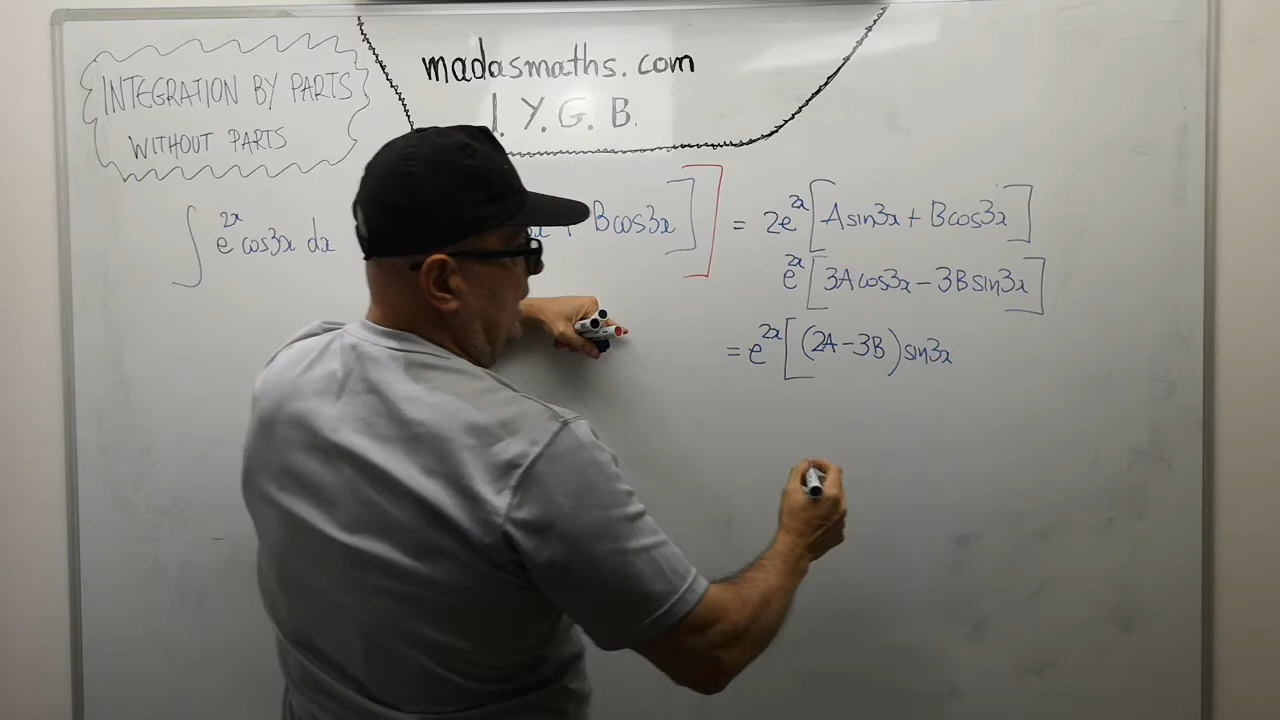 INTEGRATION BY PARTS
WITHOUT PARTS
madasmaths.com
I. Y. G. B.
∫ e^{2x} cos3x dx
+ Bcos3x ] ] = 2e^{2x} [ Asin3x + Bcos3x ]
e^{2x} [ 3Acos3x - 3Bsin3x ]
= e^{2x} [ (2A-3B) sin3x